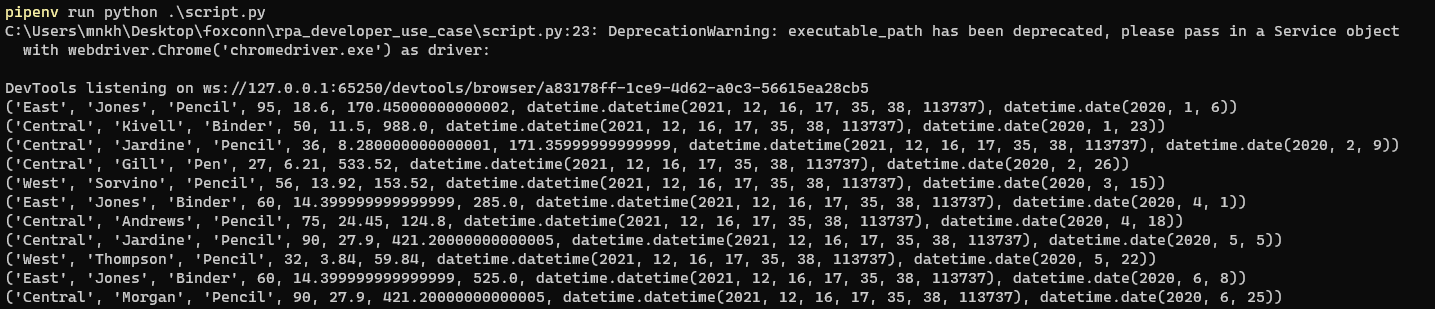 pipenv run python .\script.py
C:\Users\mnkh\Desktop\foxconn\rpa_developer_use_case\script.py:23: DeprecationWarning: executable_path has been deprecated, please pass in a Service object
  with webdriver.Chrome('chromedriver.exe') as driver:

DevTools listening on ws://127.0.0.1:65250/devtools/browser/a83178ff-1ce9-4d62-a0c3-56615ea28cb5
('East', 'Jones', 'Pencil', 95, 18.6, 170.45000000000002, datetime.datetime(2021, 12, 16, 17, 35, 38, 113737), datetime.date(2020, 1, 6))
('Central', 'Kivell', 'Binder', 50, 11.5, 988.0, datetime.datetime(2021, 12, 16, 17, 35, 38, 113737), datetime.date(2020, 1, 23))
('Central', 'Jardine', 'Pencil', 36, 8.280000000000001, 171.35999999999999, datetime.datetime(2021, 12, 16, 17, 35, 38, 113737), datetime.date(2020, 2, 9))
('Central', 'Gill', 'Pen', 27, 6.21, 533.52, datetime.datetime(2021, 12, 16, 17, 35, 38, 113737), datetime.date(2020, 2, 26))
('West', 'Sorvino', 'Pencil', 56, 13.92, 153.52, datetime.datetime(2021, 12, 16, 17, 35, 38, 113737), datetime.date(2020, 3, 15))
('East', 'Jones', 'Binder', 60, 14.399999999999999, 285.0, datetime.datetime(2021, 12, 16, 17, 35, 38, 113737), datetime.date(2020, 4, 1))
('Central', 'Andrews', 'Pencil', 75, 24.45, 124.8, datetime.datetime(2021, 12, 16, 17, 35, 38, 113737), datetime.date(2020, 4, 18))
('Central', 'Jardine', 'Pencil', 90, 27.9, 421.20000000000005, datetime.datetime(2021, 12, 16, 17, 35, 38, 113737), datetime.date(2020, 5, 5))
('West', 'Thompson', 'Pencil', 32, 3.84, 59.84, datetime.datetime(2021, 12, 16, 17, 35, 38, 113737), datetime.date(2020, 5, 22))
('East', 'Jones', 'Binder', 60, 14.399999999999999, 525.0, datetime.datetime(2021, 12, 16, 17, 35, 38, 113737), datetime.date(2020, 6, 8))
('Central', 'Morgan', 'Pencil', 90, 27.9, 421.20000000000005, datetime.datetime(2021, 12, 16, 17, 35, 38, 113737), datetime.date(2020, 6, 25))